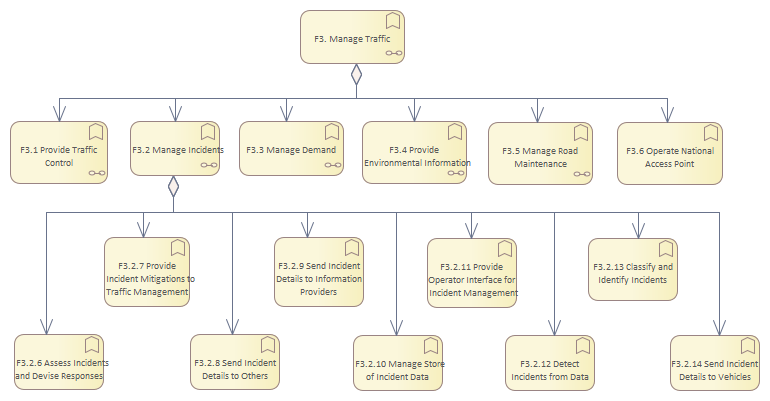 F3. Manage Traffic
F3.1 Provide Traffic
Control
F3.2 Manage Incidents
F3.3 Manage Demand
F3.4 Provide
Environmental Information
F3.5 Manage Road
Maintenance
F3.6 Operate National
Access Point
F3.2.7 Provide
Incident Mitigations to
Traffic Management
F3.2.9 Send Incident
Details to Information
Providers
F3.2.11 Provide
Operator Interface for
Incident Management
F3.2.13 Classify and
Identify Incidents
F3.2.6 Assess Incidents
and Devise Responses
F3.2.8 Send Incident
Details to Others
F3.2.10 Manage Store
of Incident Data
F3.2.12 Detect
Incidents from Data
F3.2.14 Send Incident
Details to Vehicles